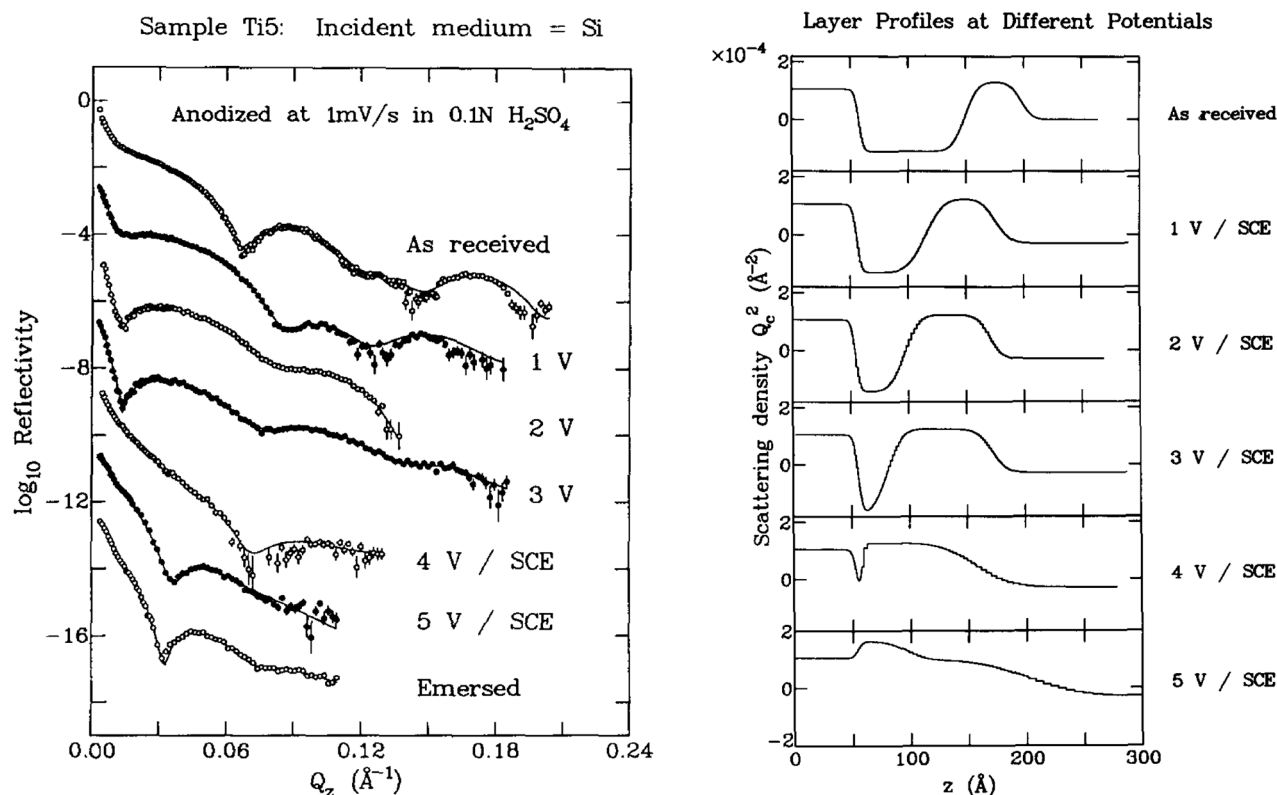 Sample Ti5: Incident medium = Si
Anodized at 1mV/s in 0.1N H₂SO₄
0
-4
-8
-12
-16
log₁₀ Reflectivity
As received
1 V
2 V
3 V
4 V / SCE
5 V / SCE
Emersed
0.00 0.06 0.12 0.18 0.24
Q_z (Å⁻¹)
Layer Profiles at Different Potentials
×10⁻⁴
2
0
As received
2
0
1 V / SCE
2
0
2 V / SCE
2
0
3 V / SCE
2
0
4 V / SCE
2
0
-2
5 V / SCE
Scattering density Q_c² (Å⁻²)
0 100 200 300
z (Å)